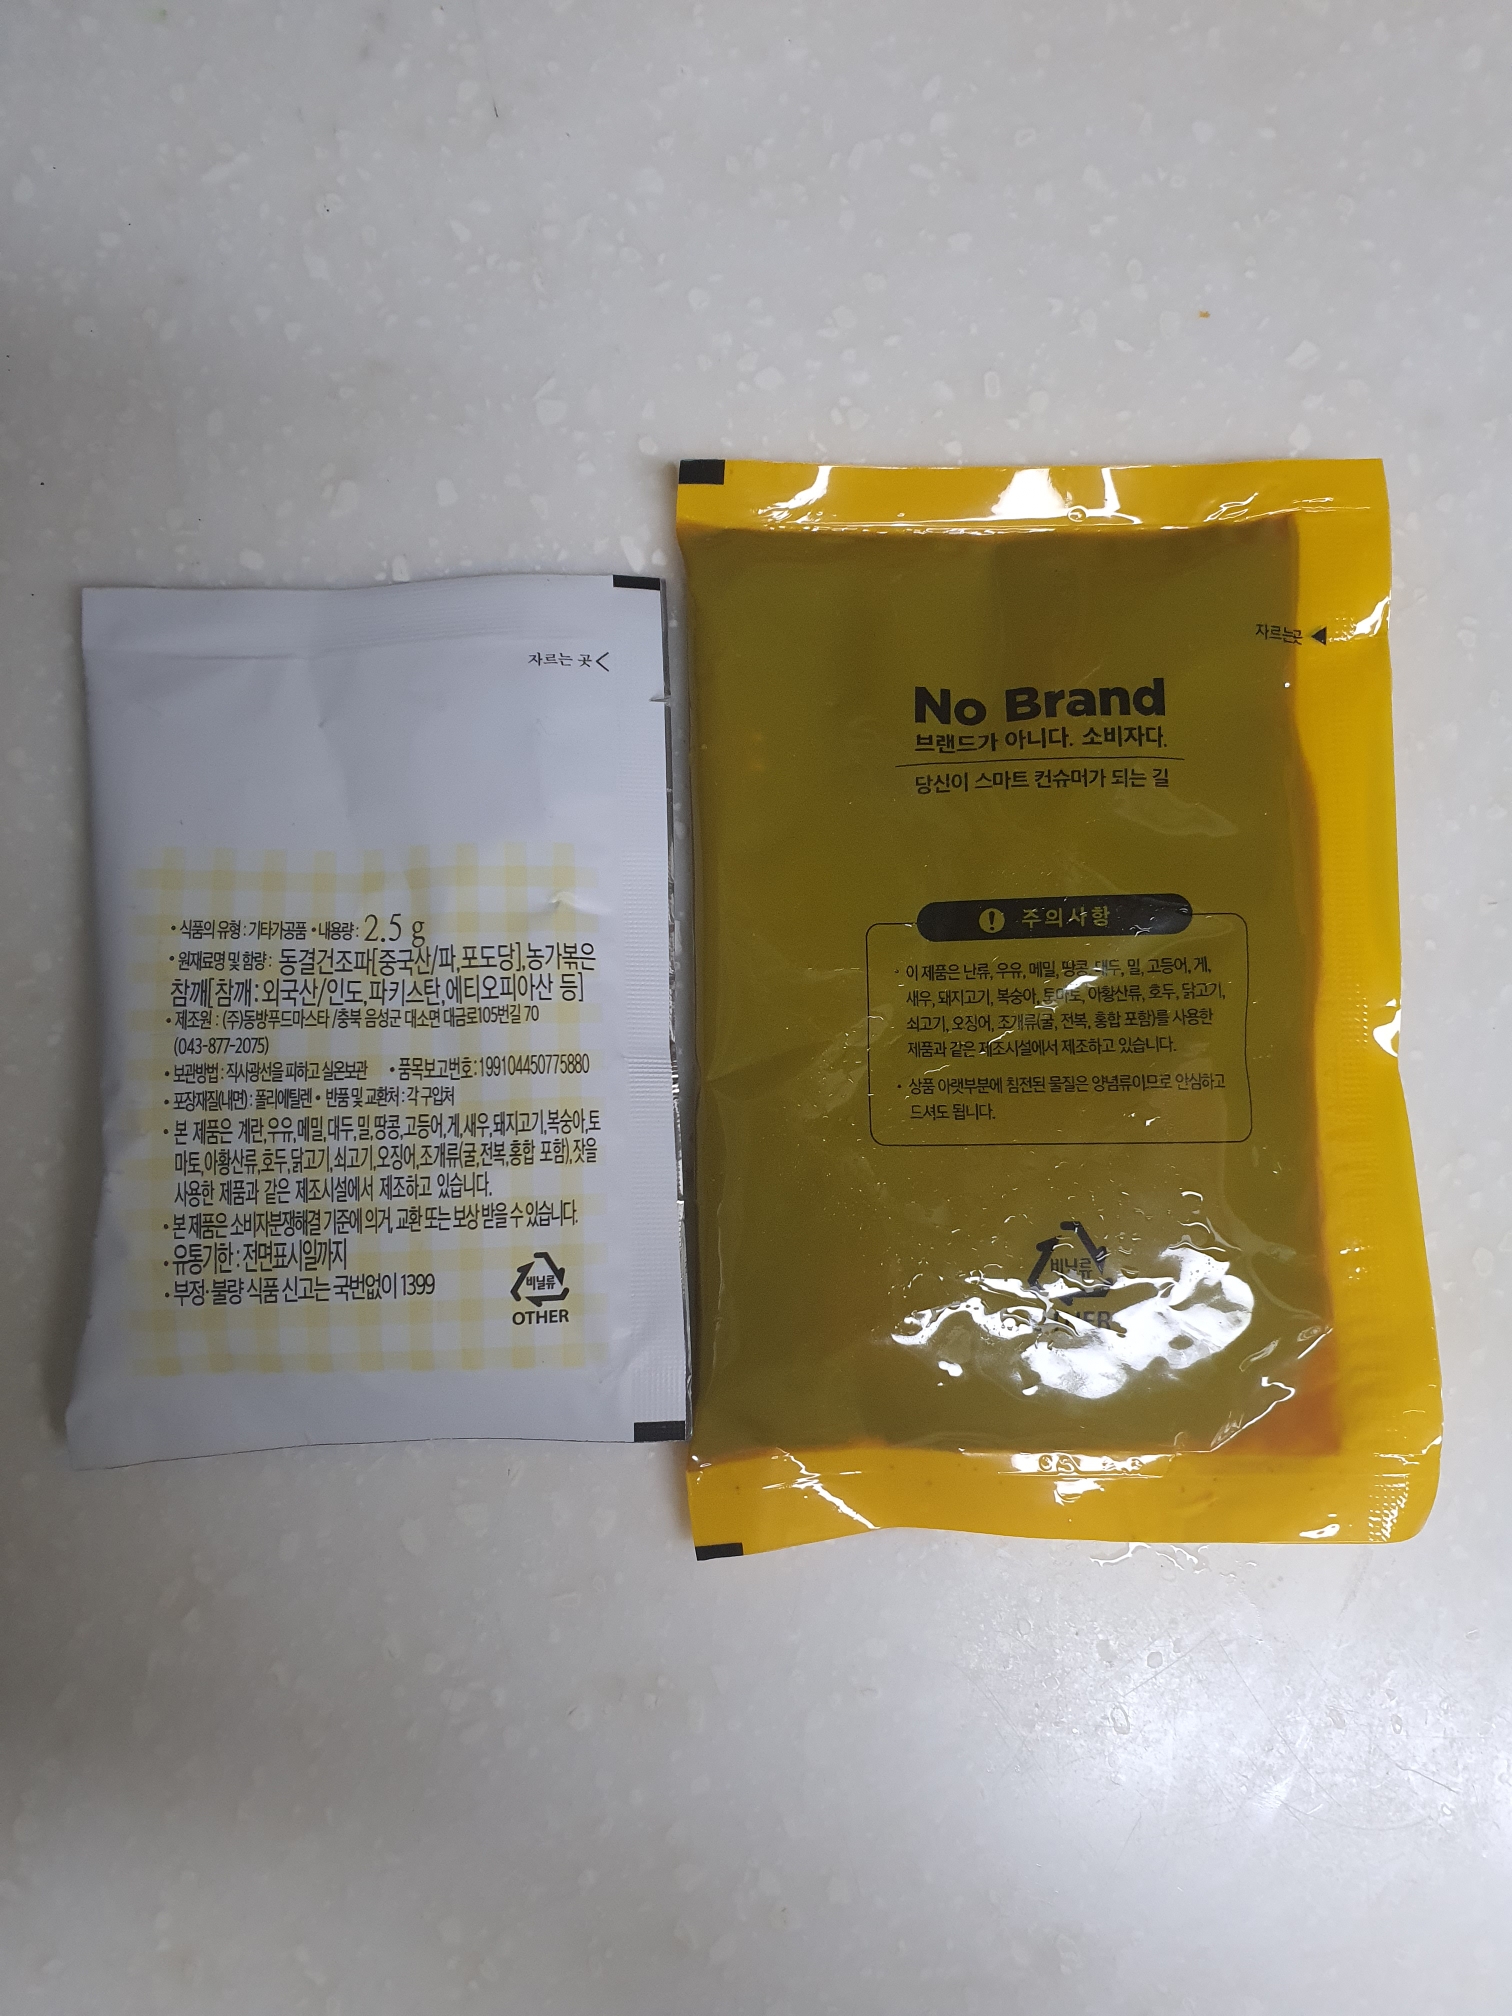 자르는 곳
• 식품의 유형 : 기타가공품 • 내용량 : 2.5 g
• 원재료명 및 함량 : 동결건조파[중국산/파,포도당],농가볶은
참깨[참깨:외국산/인도,파키스탄,에티오피아산 등]
• 제조원 : (주)동방푸드마스타/충북 음성군 대소면 대금로105번길 70
(043-877-2075)
• 보관방법 : 직사광선을 피하고 실온보관 • 품목보고번호:199104450775880
• 포장재질(내면) : 폴리에틸렌 • 반품 및 교환처 : 각 구입처
• 본 제품은 계란,우유,메밀,대두,밀,땅콩,고등어,게,새우,돼지고기,복숭아,토
마토,아황산류,호두,닭고기,쇠고기,오징어,조개류(굴,전복,홍합 포함),잣을
사용한 제품과 같은 제조시설에서 제조하고 있습니다.
• 본 제품은 소비자분쟁해결 기준에 의거, 교환 또는 보상 받을 수 있습니다.
• 유통기한 : 전면표시일까지
• 부정·불량 식품 신고는 국번없이 1399
비닐류
OTHER
자르는곳
No Brand
브랜드가 아니다. 소비자다.
당신이 스마트 컨슈머가 되는 길
! 주의사항
• 이 제품은 난류, 우유, 메밀, 땅콩, 대두, 밀, 고등어, 게,
새우, 돼지고기, 복숭아, 토마토, 아황산류, 호두, 닭고기,
쇠고기, 오징어, 조개류(굴, 전복, 홍합 포함)를 사용한
제품과 같은 제조시설에서 제조하고 있습니다.
• 상품 아랫부분에 침전된 물질은 양념류이므로 안심하고
드셔도 됩니다.
비닐류